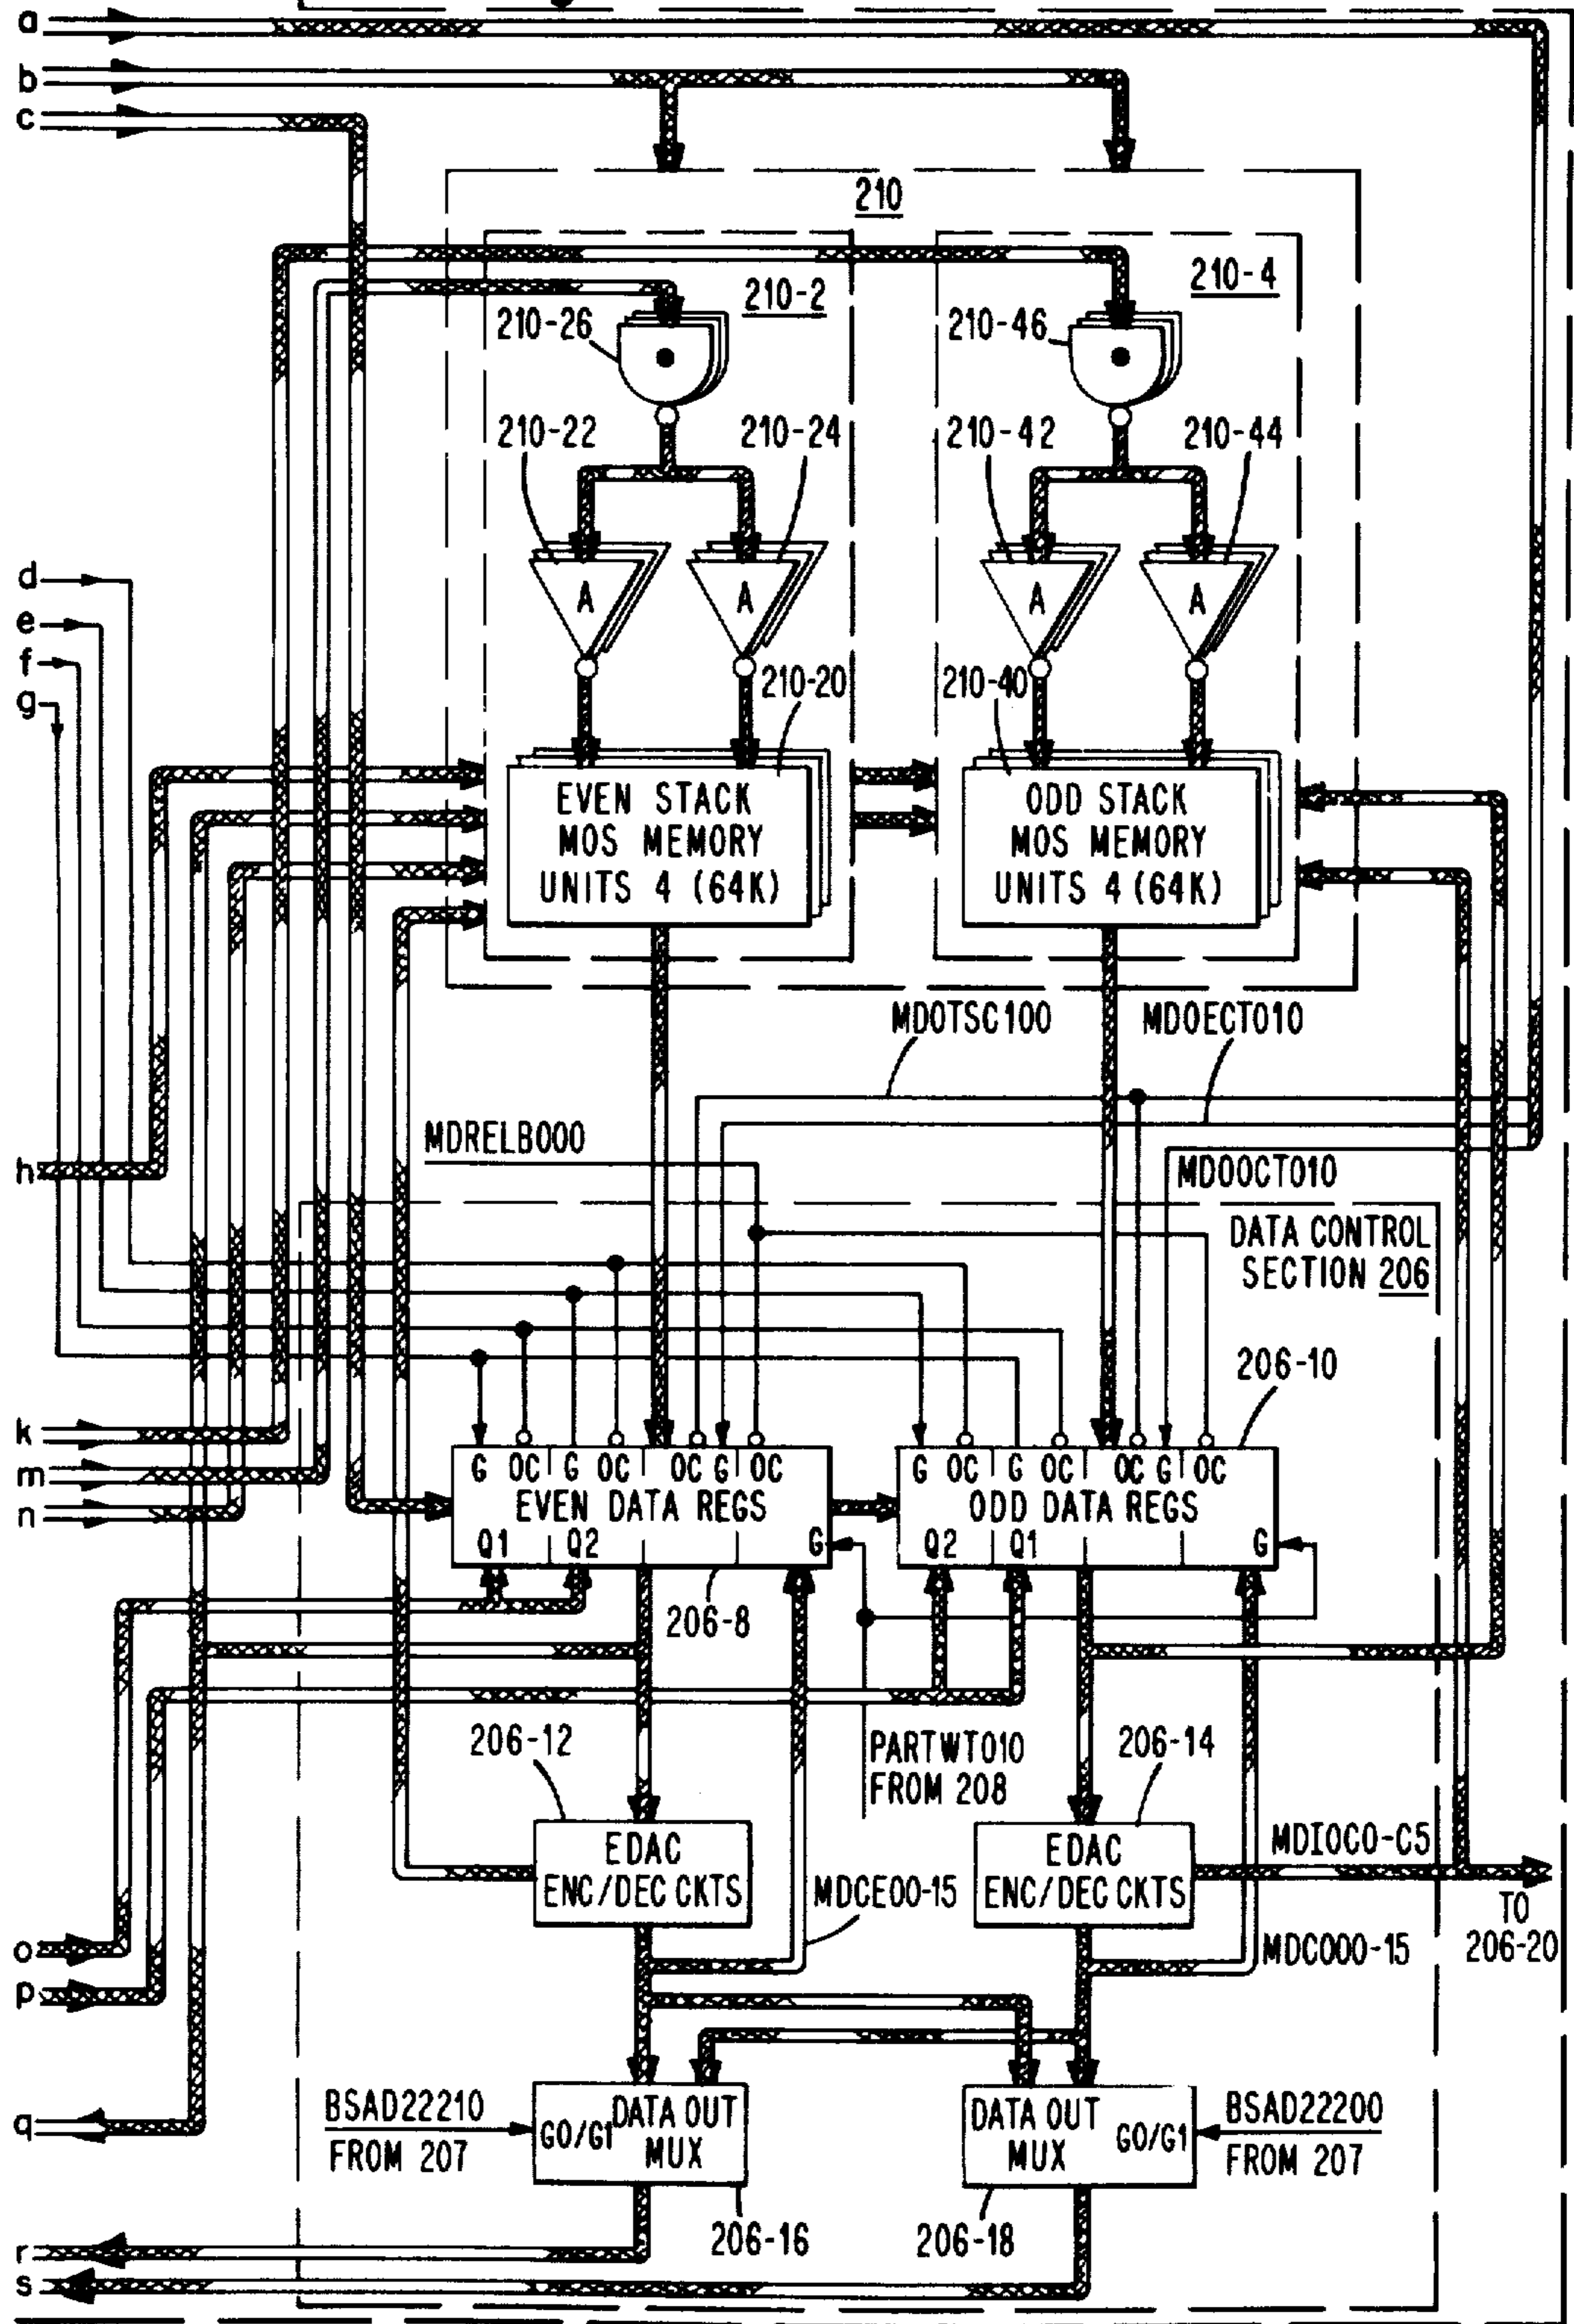 a
b
c
210
210-2
210-4
210-26
210-46
210-22
210-24
210-42
210-44
d
A
A
A
A
e
f
g
210-20
210-40
EVEN STACK
MOS MEMORY
UNITS 4 (64K)
ODD STACK
MOS MEMORY
UNITS 4 (64K)
MDOTSC100
MDOECT010
MDRELB000
h
MDOOCT010
DATA CONTROL
SECTION 206
206-10
k
m
n
G OC G OC OC G OC
EVEN DATA REGS
Q1 Q2 G
G OC G OC OC G OC
ODD DATA REGS
Q2 Q1 G
206-8
206-12
PARTWT010
FROM 208
206-14
EDAC
ENC/DEC CKTS
MDCE00-15
EDAC
ENC/DEC CKTS
MDIOC0-C5
TO
206-20
MDCO00-15
o
p
q
BSAD22210
FROM 207
G0/G1
DATA OUT
MUX
DATA OUT
MUX
G0/G1
BSAD22200
FROM 207
206-16
206-18
r
s